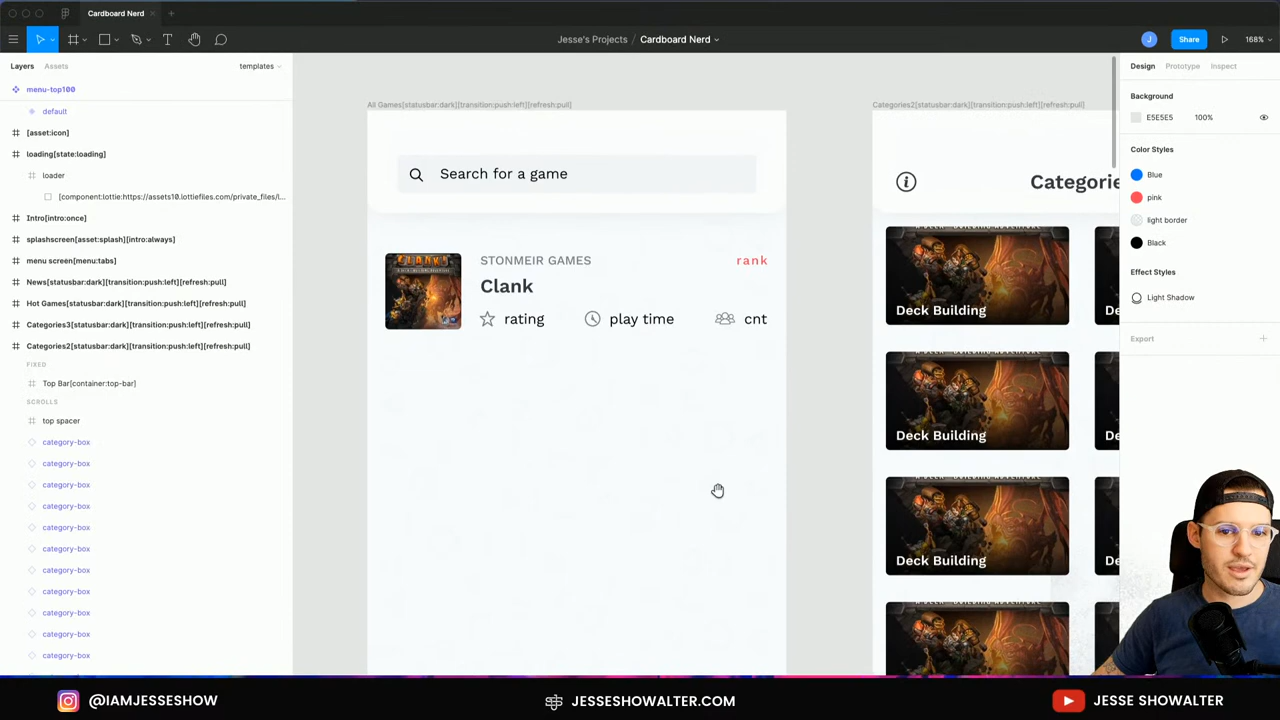 Cardboard Nerd
Jesse's Projects / Cardboard Nerd
J
Share
168%
Layers
Assets
templates
menu-top100
default
[asset:icon]
loading[state:loading]
loader
[component:lottie:https://assets10.lottiefiles.com/private_files/l...
Intro[intro:once]
splashscreen[asset:splash][intro:always]
menu screen[menu:tabs]
News[statusbar:dark][transition:push:left][refresh:pull]
Hot Games[statusbar:dark][transition:push:left][refresh:pull]
Categories3[statusbar:dark][transition:push:left][refresh:pull]
Categories2[statusbar:dark][transition:push:left][refresh:pull]
FIXED
Top Bar[container:top-bar]
SCROLLS
top spacer
category-box
category-box
category-box
category-box
category-box
category-box
category-box
category-box
category-box
category-box
category-box
All Games[statusbar:dark][transition:push:left][refresh:pull]
Search for a game
CLANK!
STONMEIR GAMES
rank
Clank
rating
play time
cnt
Categories2[statusbar:dark][transition:push:left][refresh:pull]
Categorie
Deck Building
De
Deck Building
De
Deck Building
De
Design
Prototype
Inspect
Background
E5E5E5
100%
Color Styles
Blue
pink
light border
Black
Effect Styles
Light Shadow
Export
@IAMJESSESHOW
JESSESHOWALTER.COM
JESSE SHOWALTER